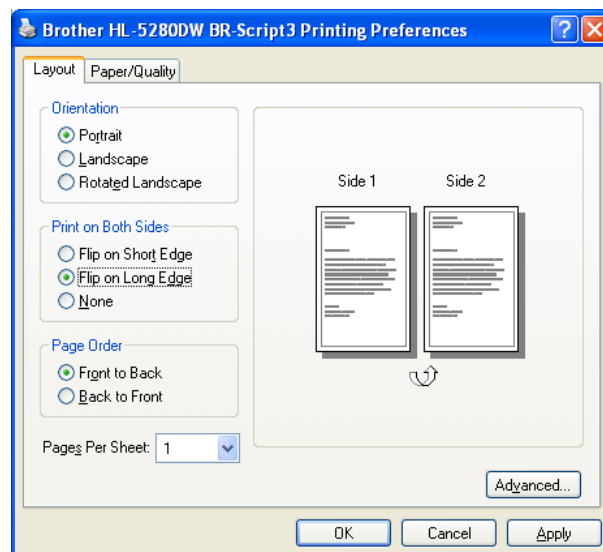 Brother HL-5280DW BR-Script3 Printing Preferences
Layout Paper/Quality
Orientation
Portrait
Landscape
Rotated Landscape
Print on Both Sides
Flip on Short Edge
Flip on Long Edge
None
Page Order
Front to Back
Back to Front
Pages Per Sheet: 1
Side 1 Side 2
Advanced...
OK Cancel Apply